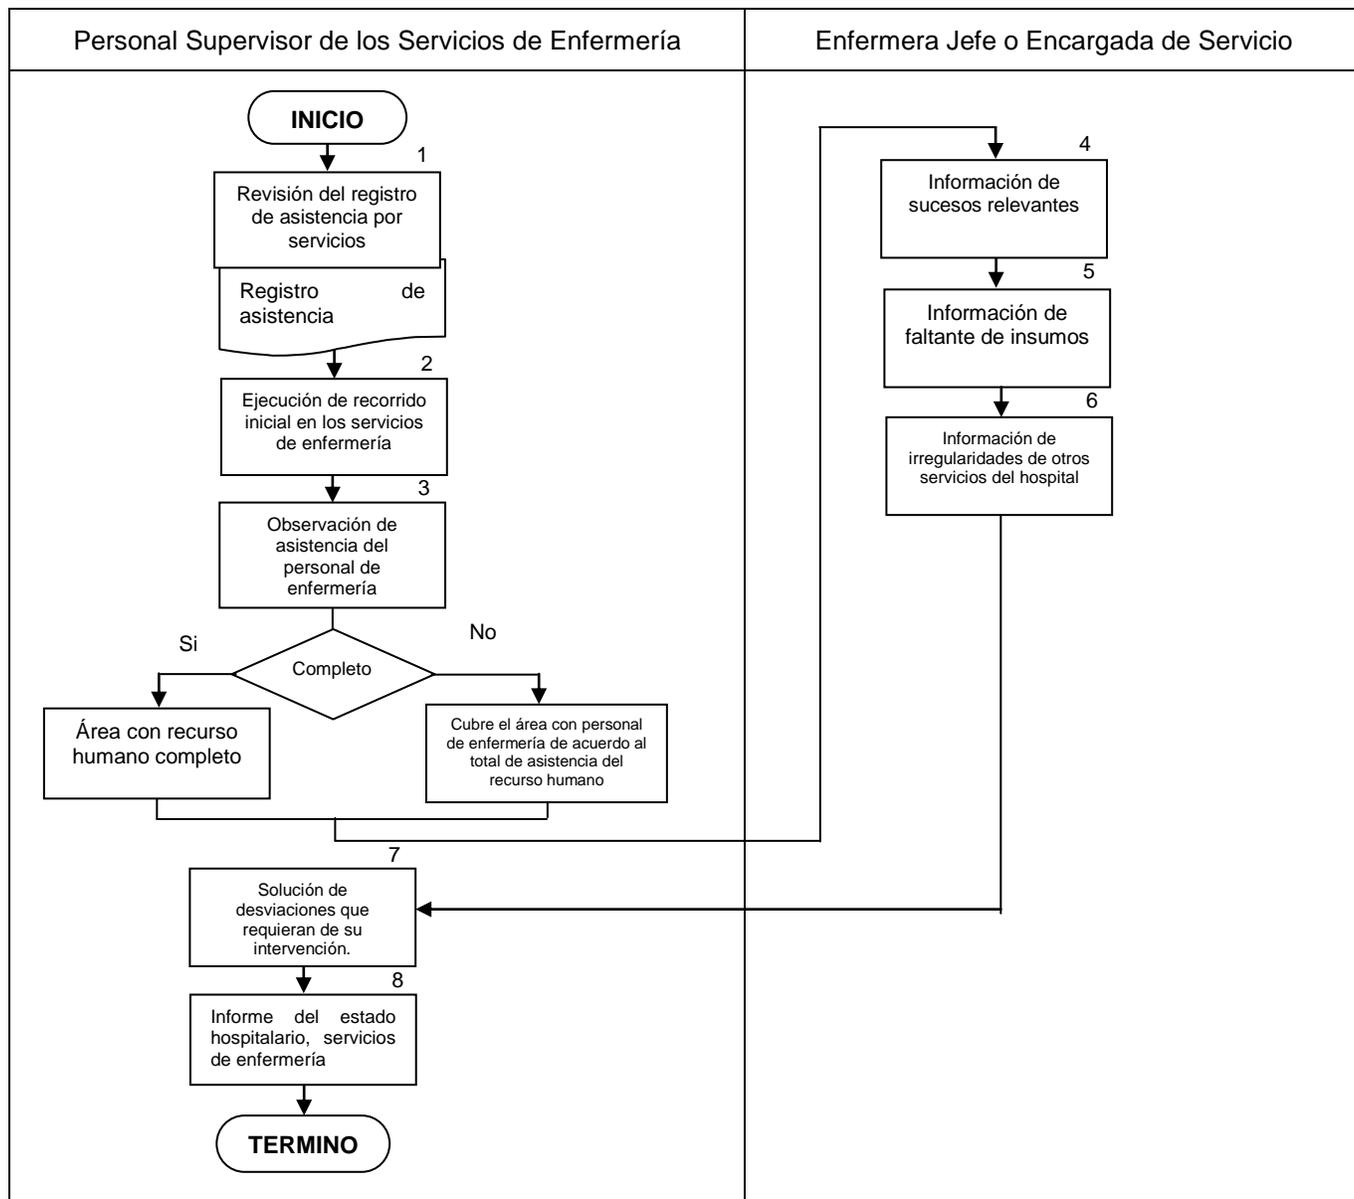 Personal Supervisor de los Servicios de Enfermería
Enfermera Jefe o Encargada de Servicio
INICIO
1
Revisión del registro
de asistencia por
servicios
Registro de
asistencia
2
Ejecución de recorrido
inicial en los servicios
de enfermería
3
Observación de
asistencia del
personal de
enfermería
Si
No
Completo
Área con recurso
humano completo
Cubre el área con personal
de enfermería de acuerdo al
total de asistencia del
recurso humano
4
Información de
sucesos relevantes
5
Información de
faltante de insumos
6
Información de
irregularidades de otros
servicios del hospital
7
Solución de
desviaciones que
requieran de su
intervención.
8
Informe del estado
hospitalario, servicios
de enfermería
TERMINO